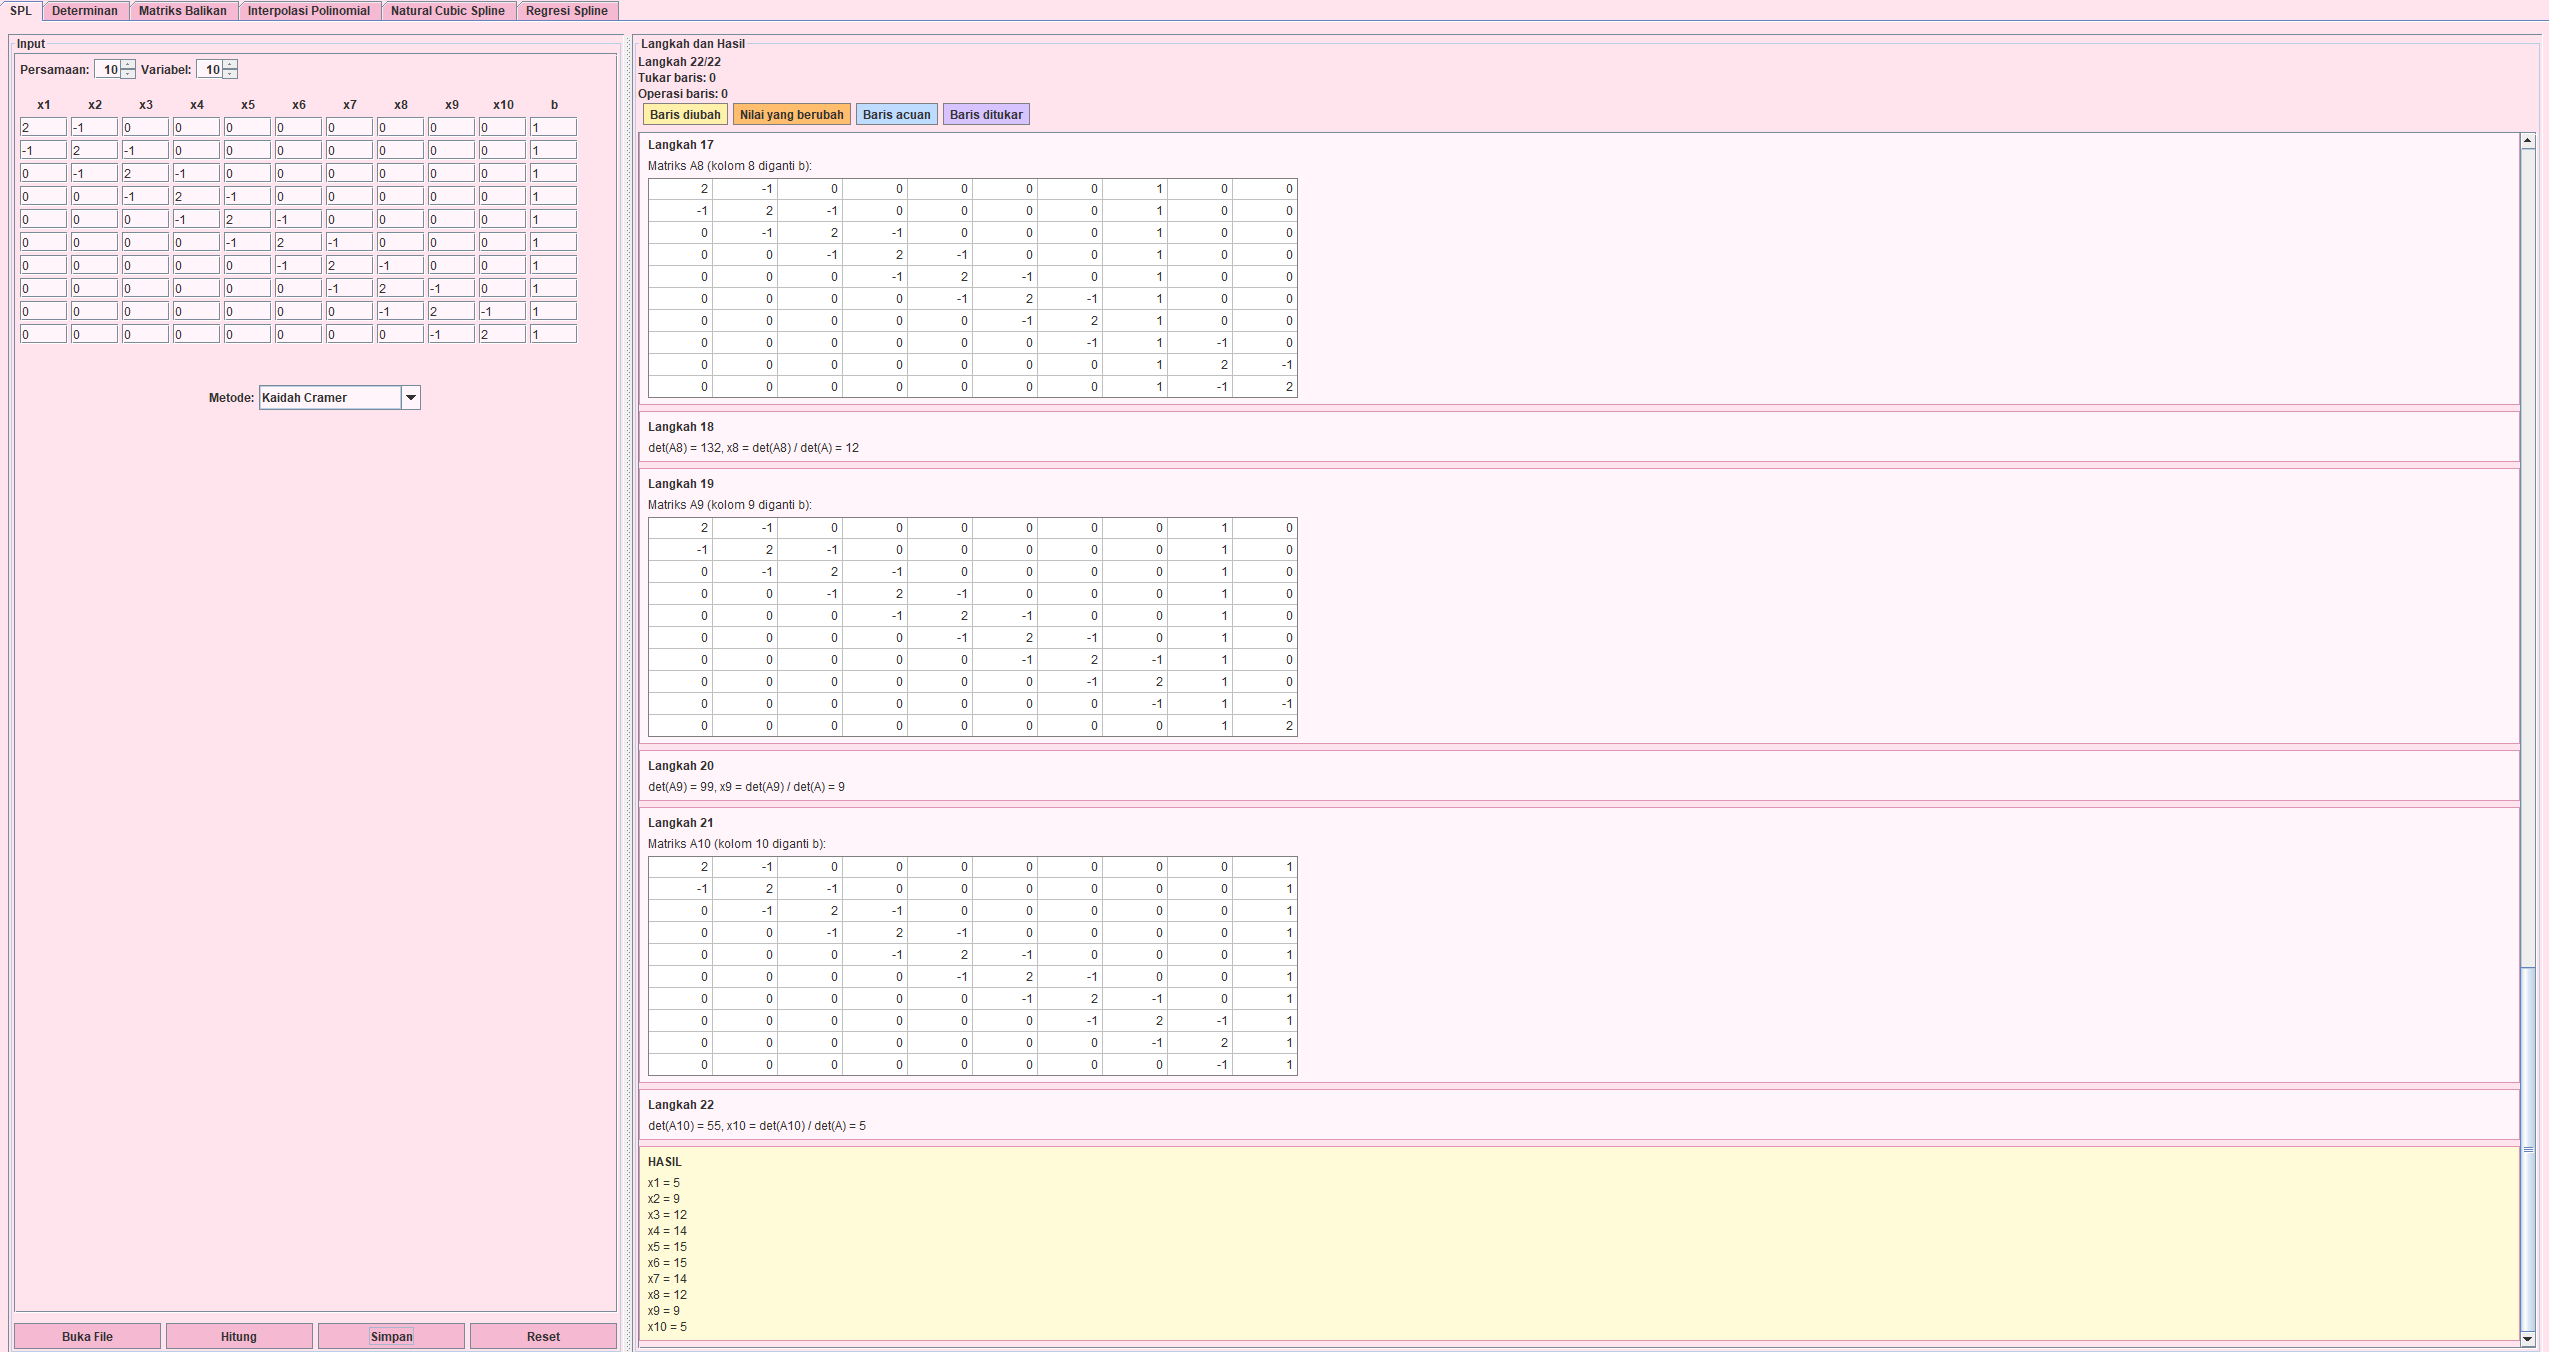 SPL Determinan Matriks Balikan Interpolasi Polinomial Natural Cubic Spline Regresi Spline
Input
Persamaan: 10 Variabel: 10
x1 x2 x3 x4 x5 x6 x7 x8 x9 x10 b
2 -1 0 0 0 0 0 0 0 0 1
-1 2 -1 0 0 0 0 0 0 0 1
0 -1 2 -1 0 0 0 0 0 0 1
0 0 -1 2 -1 0 0 0 0 0 1
0 0 0 -1 2 -1 0 0 0 0 1
0 0 0 0 -1 2 -1 0 0 0 1
0 0 0 0 0 -1 2 -1 0 0 1
0 0 0 0 0 0 -1 2 -1 0 1
0 0 0 0 0 0 0 -1 2 -1 1
0 0 0 0 0 0 0 0 -1 2 1
Metode: Kaidah Cramer
Buka File Hitung Simpan Reset
Langkah dan Hasil
Langkah 22/22
Tukar baris: 0
Operasi baris: 0
Baris diubah Nilai yang berubah Baris acuan Baris ditukar
Langkah 17
Matriks A8 (kolom 8 diganti b):
2 -1 0 0 0 0 0 1 0 0
-1 2 -1 0 0 0 0 1 0 0
0 -1 2 -1 0 0 0 1 0 0
0 0 -1 2 -1 0 0 1 0 0
0 0 0 -1 2 -1 0 1 0 0
0 0 0 0 -1 2 -1 1 0 0
0 0 0 0 0 -1 2 1 0 0
0 0 0 0 0 0 -1 1 -1 0
0 0 0 0 0 0 0 1 2 -1
0 0 0 0 0 0 0 1 -1 2
Langkah 18
det(A8) = 132, x8 = det(A8) / det(A) = 12
Langkah 19
Matriks A9 (kolom 9 diganti b):
2 -1 0 0 0 0 0 0 1 0
-1 2 -1 0 0 0 0 0 1 0
0 -1 2 -1 0 0 0 0 1 0
0 0 -1 2 -1 0 0 0 1 0
0 0 0 -1 2 -1 0 0 1 0
0 0 0 0 -1 2 -1 0 1 0
0 0 0 0 0 -1 2 -1 1 0
0 0 0 0 0 0 -1 2 1 0
0 0 0 0 0 0 0 -1 1 -1
0 0 0 0 0 0 0 0 1 2
Langkah 20
det(A9) = 99, x9 = det(A9) / det(A) = 9
Langkah 21
Matriks A10 (kolom 10 diganti b):
2 -1 0 0 0 0 0 0 0 1
-1 2 -1 0 0 0 0 0 0 1
0 -1 2 -1 0 0 0 0 0 1
0 0 -1 2 -1 0 0 0 0 1
0 0 0 -1 2 -1 0 0 0 1
0 0 0 0 -1 2 -1 0 0 1
0 0 0 0 0 -1 2 -1 0 1
0 0 0 0 0 0 -1 2 -1 1
0 0 0 0 0 0 0 -1 2 1
0 0 0 0 0 0 0 0 -1 1
Langkah 22
det(A10) = 55, x10 = det(A10) / det(A) = 5
HASIL
x1 = 5
x2 = 9
x3 = 12
x4 = 14
x5 = 15
x6 = 15
x7 = 14
x8 = 12
x9 = 9
x10 = 5